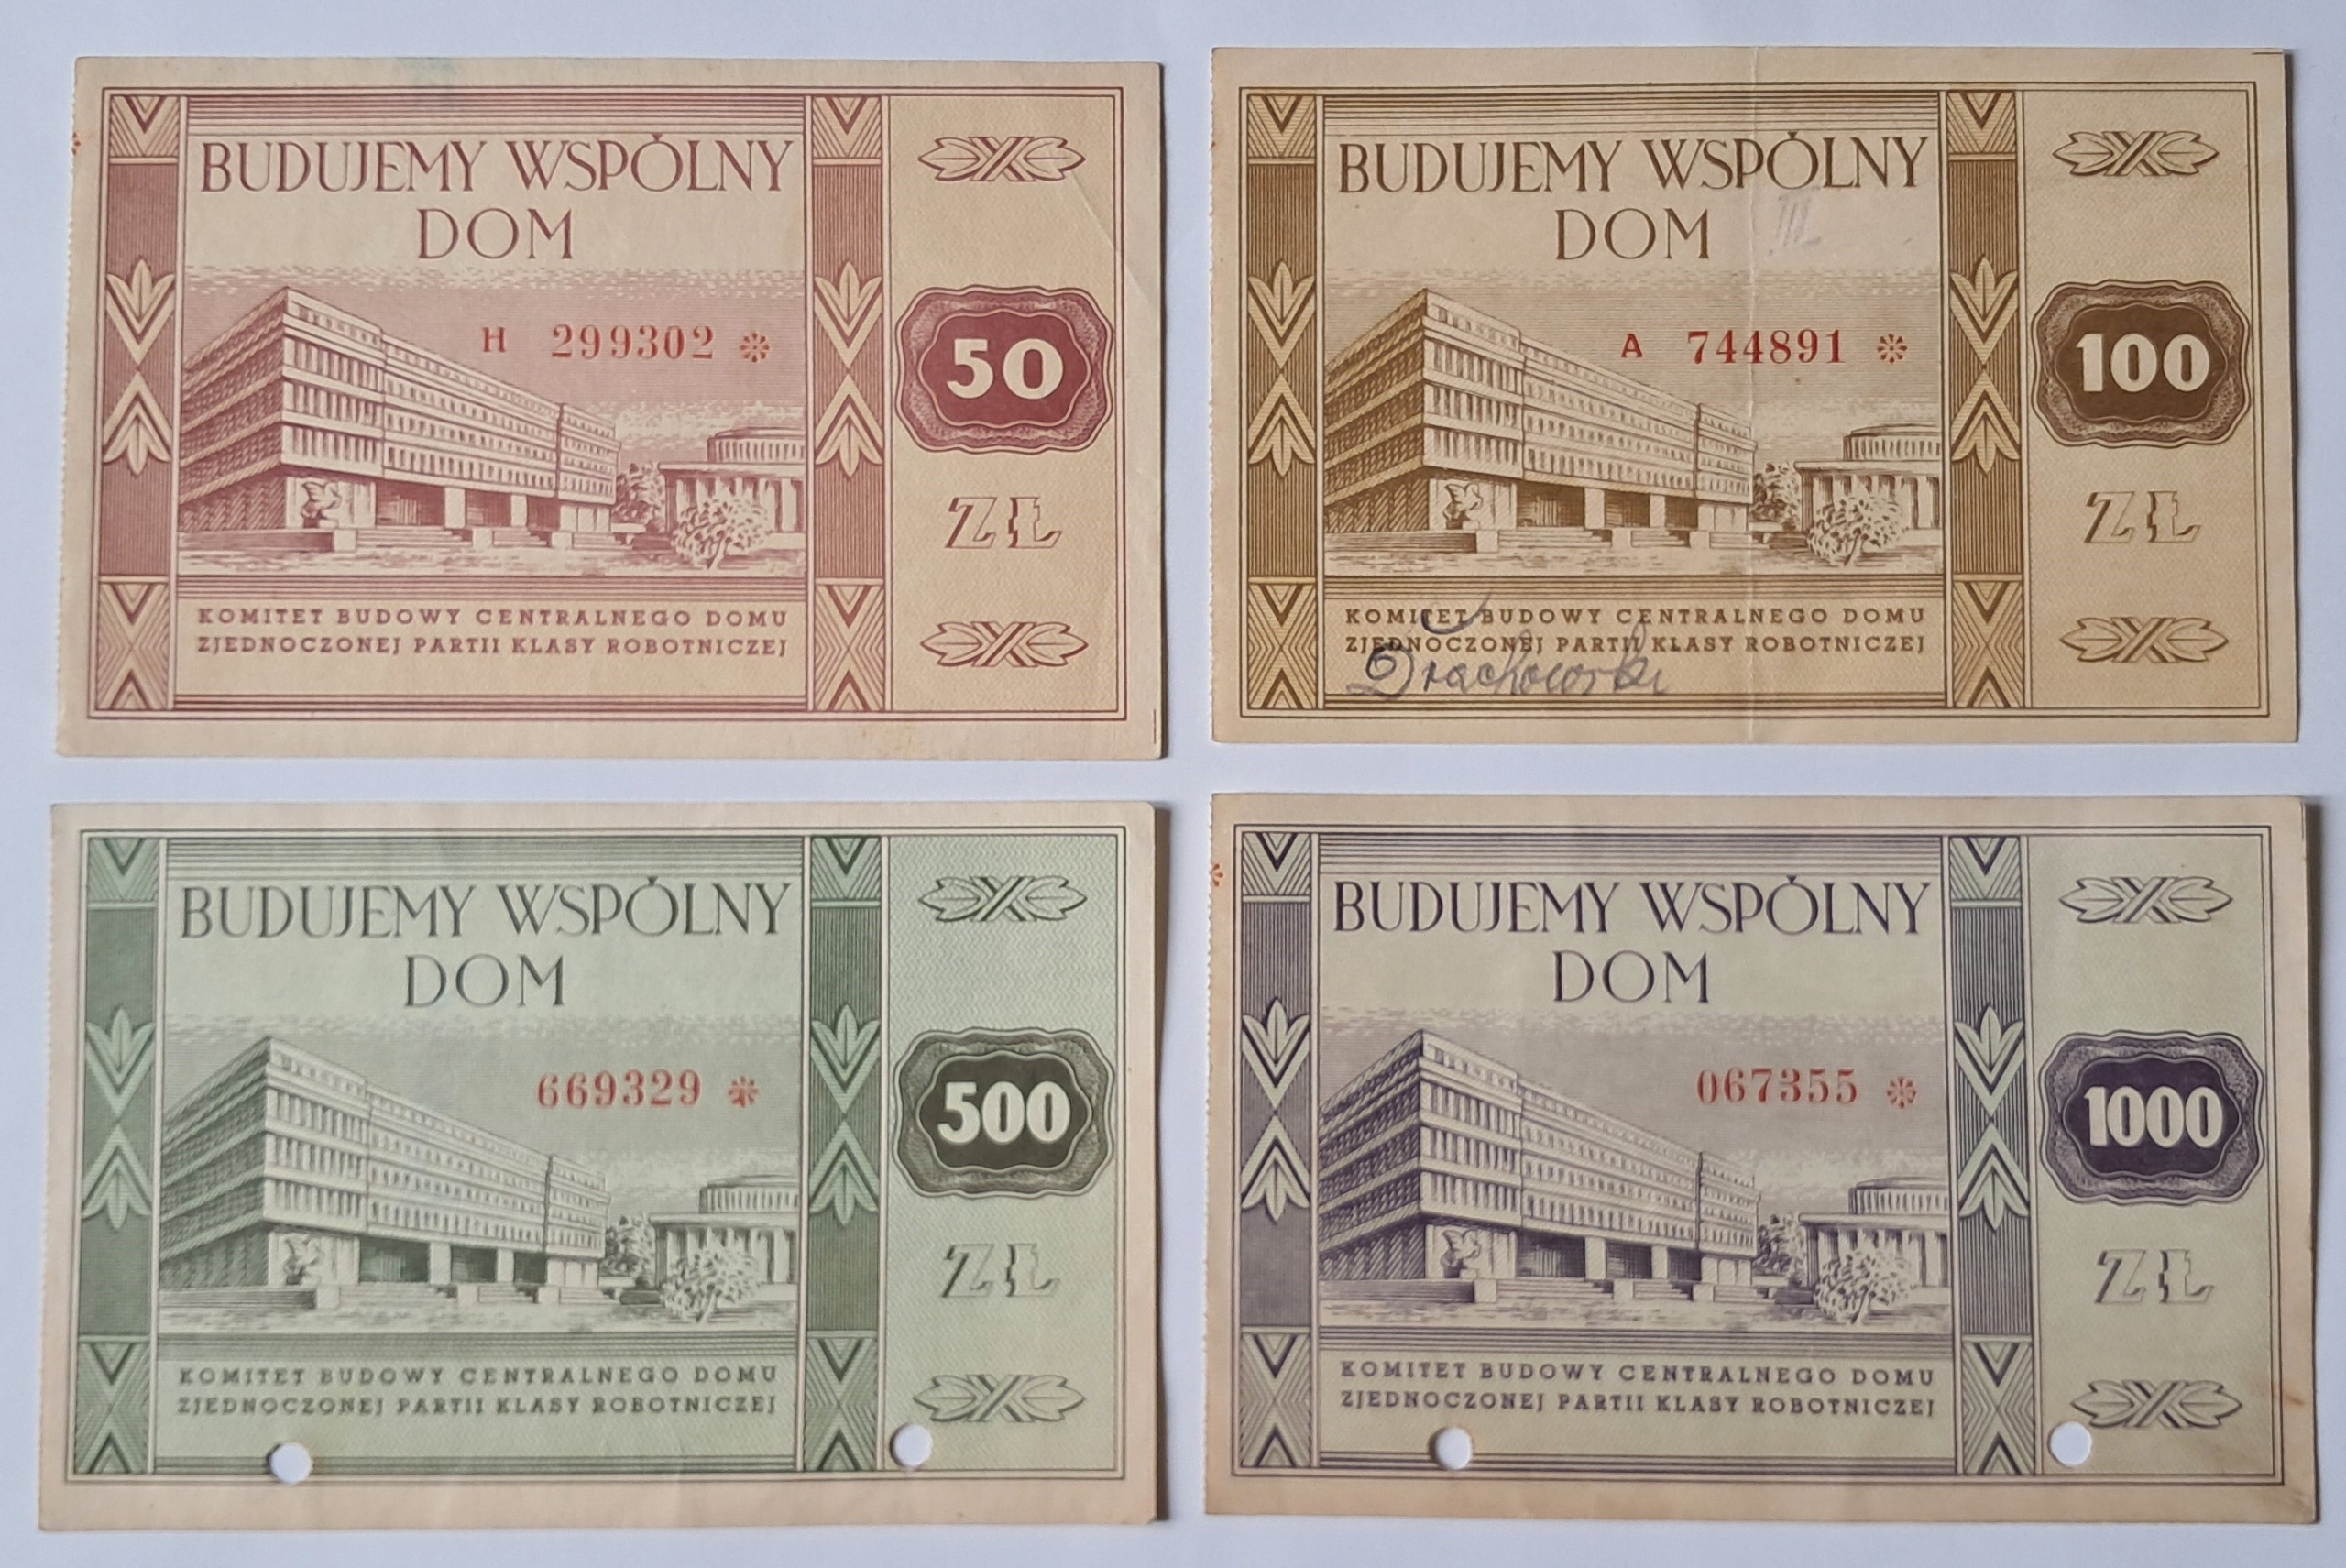 BUDUJEMY WSPÓLNY
DOM
H 299302
50
ZŁ
KOMITET BUDOWY CENTRALNEGO DOMU
ZJEDNOCZONEJ PARTII KLASY ROBOTNICZEJ
BUDUJEMY WSPÓLNY
DOM III
A 744891
100
ZŁ
KOMITET BUDOWY CENTRALNEGO DOMU
ZJEDNOCZONEJ PARTII KLASY ROBOTNICZEJ
BUDUJEMY WSPÓLNY
DOM
669329
500
ZŁ
KOMITET BUDOWY CENTRALNEGO DOMU
ZJEDNOCZONEJ PARTII KLASY ROBOTNICZEJ
BUDUJEMY WSPÓLNY
DOM
067355
1000
ZŁ
KOMITET BUDOWY CENTRALNEGO DOMU
ZJEDNOCZONEJ PARTII KLASY ROBOTNICZEJ